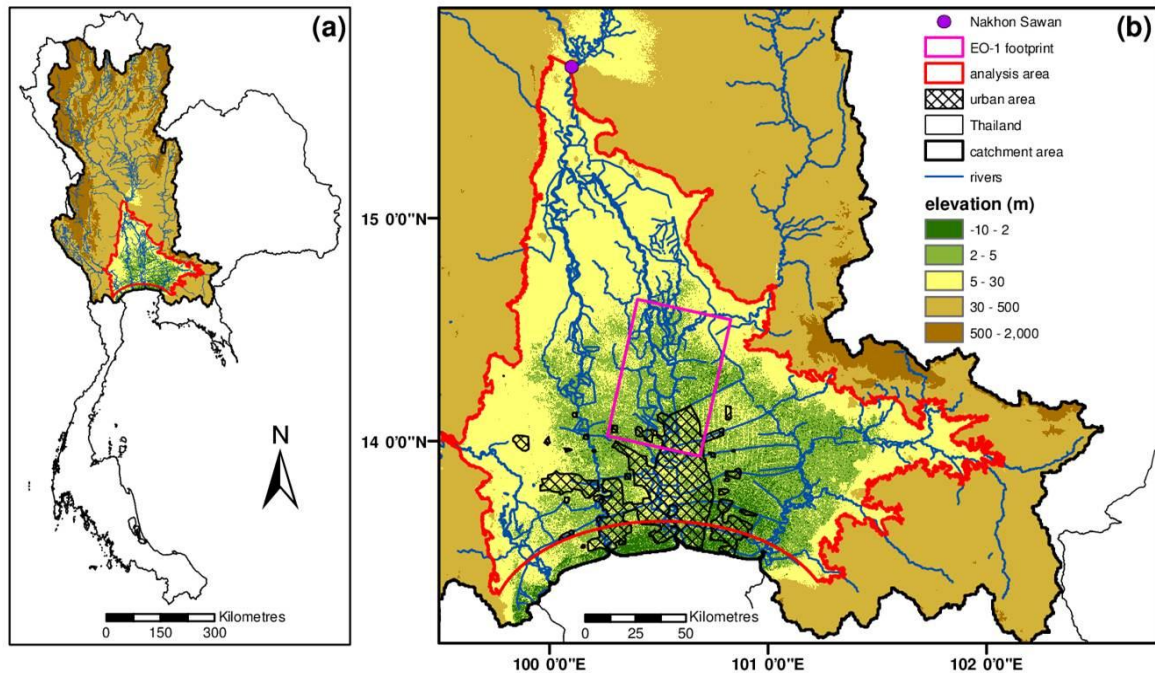 (a)
N
Kilometres
0 150 300
(b)
Nakhon Sawan
EO-1 footprint
analysis area
urban area
Thailand
catchment area
rivers
elevation (m)
-10 - 2
2 - 5
5 - 30
30 - 500
500 - 2,000
15 0'0"N
14 0'0"N
Kilometres
0 25 50
100 0'0"E
101 0'0"E
102 0'0"E